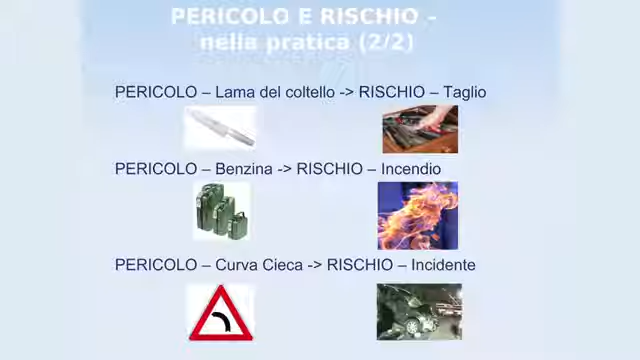 PERICOLO E RISCHIO –
nella pratica (2/2)
PERICOLO – Lama del coltello -> RISCHIO – Taglio
PERICOLO – Benzina -> RISCHIO – Incendio
PERICOLO – Curva Cieca -> RISCHIO – Incidente